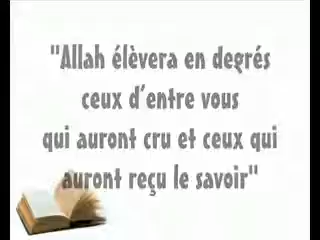 "Allah élèvera en degrés
ceux d'entre vous
qui auront cru et ceux qui
auront reçu le savoir"